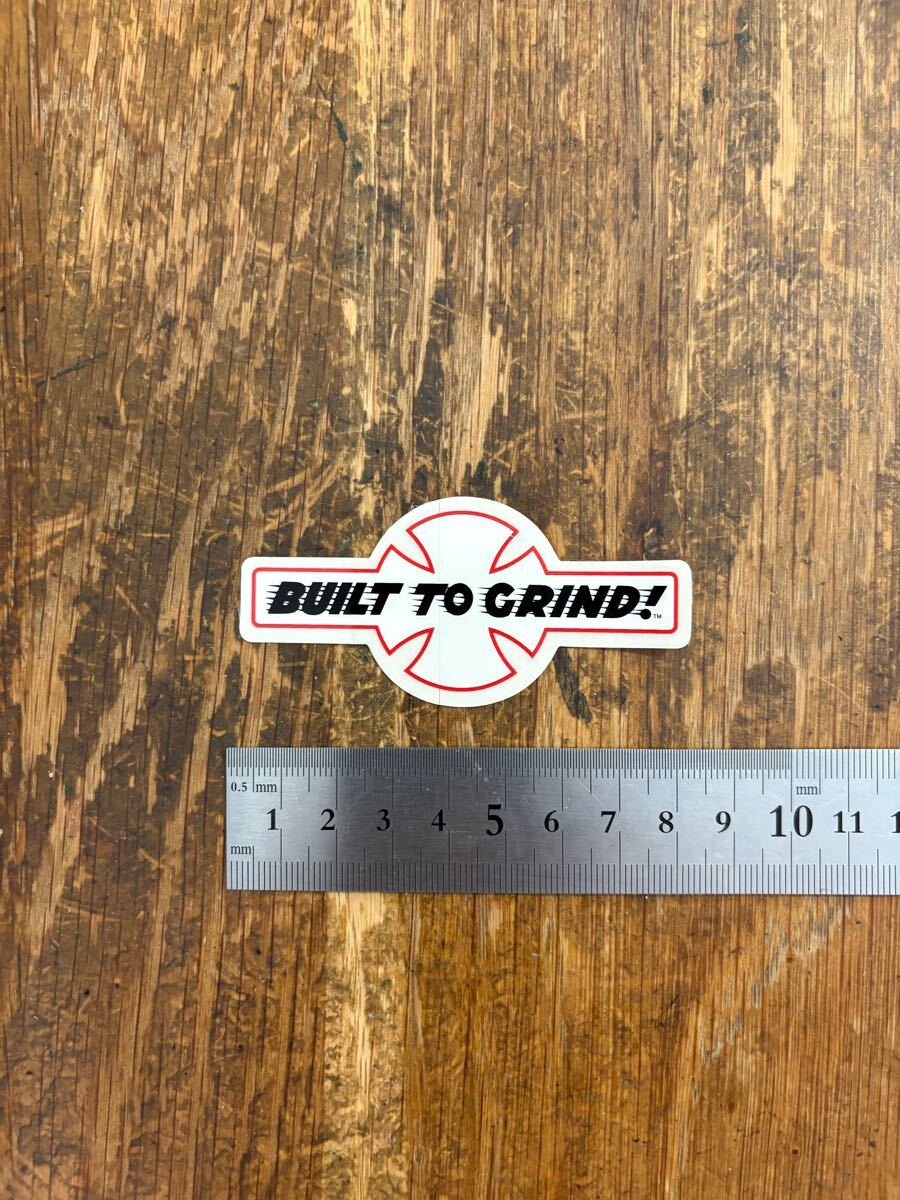 BUILT TO GRIND! ™
0.5 mm mm
1 2 3 4 5 6 7 8 9 10 11
mm